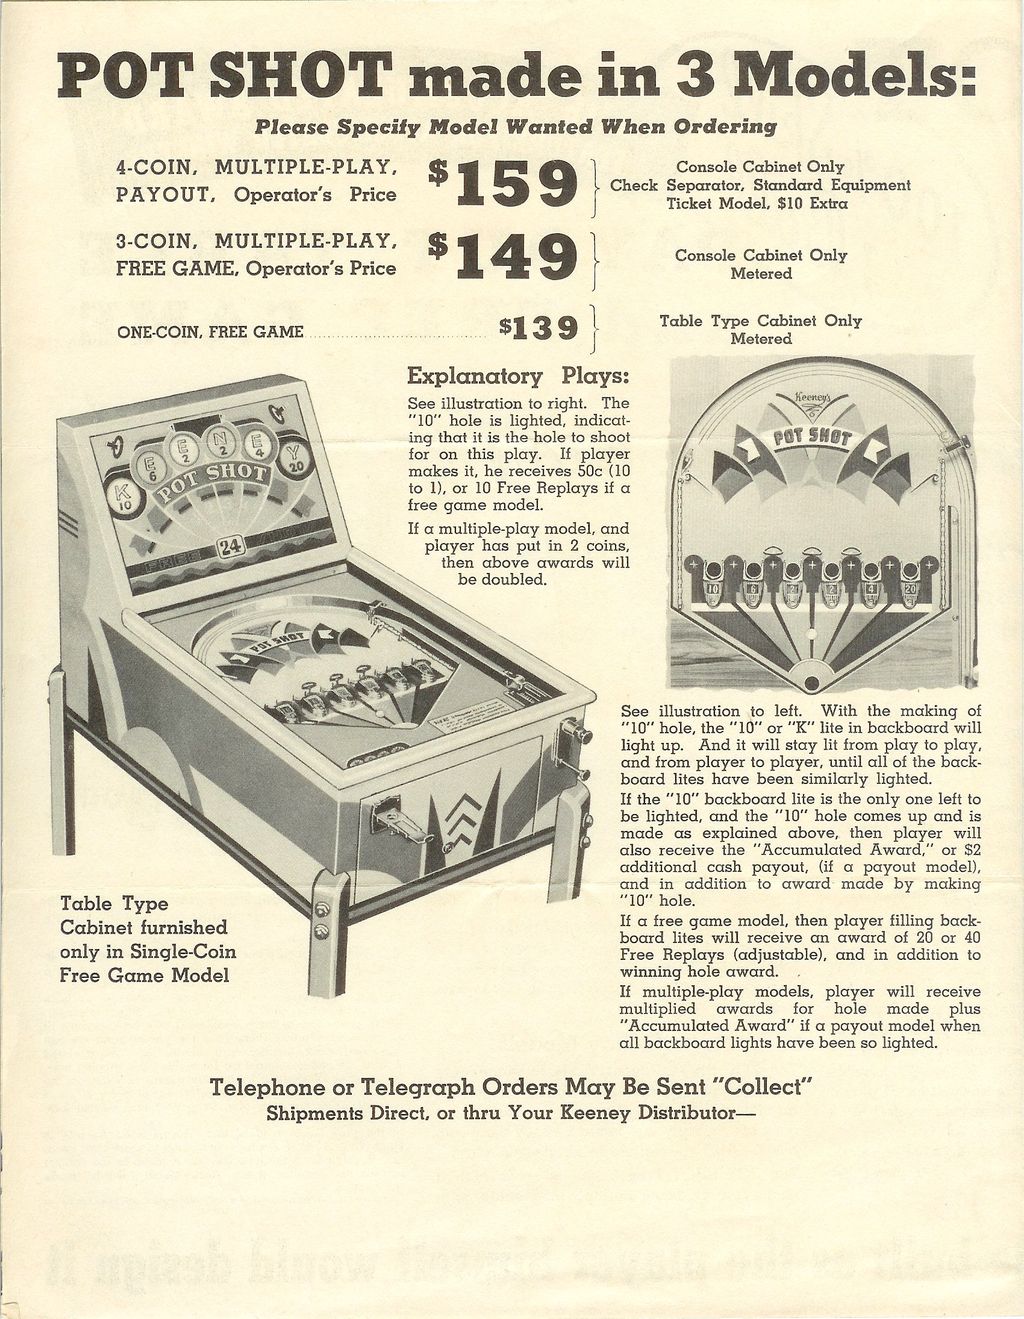 POT SHOT made in 3 Models:
Please Specify Model Wanted When Ordering
4-COIN, MULTIPLE-PLAY,
PAYOUT, Operator's Price
$159
Console Cabinet Only
Check Separator, Standard Equipment
Ticket Model, $10 Extra
3-COIN, MULTIPLE-PLAY,
FREE GAME, Operator's Price
$149
Console Cabinet Only
Metered
ONE-COIN, FREE GAME
$139
Table Type Cabinet Only
Metered
Explanatory Plays:
See illustration to right. The
"10" hole is lighted, indicat-
ing that it is the hole to shoot
for on this play. If player
makes it, he receives 50c (10
to 1), or 10 Free Replays if a
free game model.
If a multiple-play model, and
player has put in 2 coins,
then above awards will
be doubled.
K
10
E
6
E
2
N
2
E
4
Y
20
POT SHOT
FREE
24
POT SHOT
Keeney's
POT SHOT
10
6
2
2
4
20
See illustration to left. With the making of
"10" hole, the "10" or "K" lite in backboard will
light up. And it will stay lit from play to play,
and from player to player, until all of the back-
board lites have been similarly lighted.
If the "10" backboard lite is the only one left to
be lighted, and the "10" hole comes up and is
made as explained above, then player will
also receive the "Accumulated Award," or $2
additional cash payout, (if a payout model),
and in addition to award made by making
"10" hole.
If a free game model, then player filling back-
board lites will receive an award of 20 or 40
Free Replays (adjustable), and in addition to
winning hole award.
If multiple-play models, player will receive
multiplied awards for hole made plus
"Accumulated Award" if a payout model when
all backboard lights have been so lighted.
Table Type
Cabinet furnished
only in Single-Coin
Free Game Model
Telephone or Telegraph Orders May Be Sent "Collect"
Shipments Direct, or thru Your Keeney Distributor—